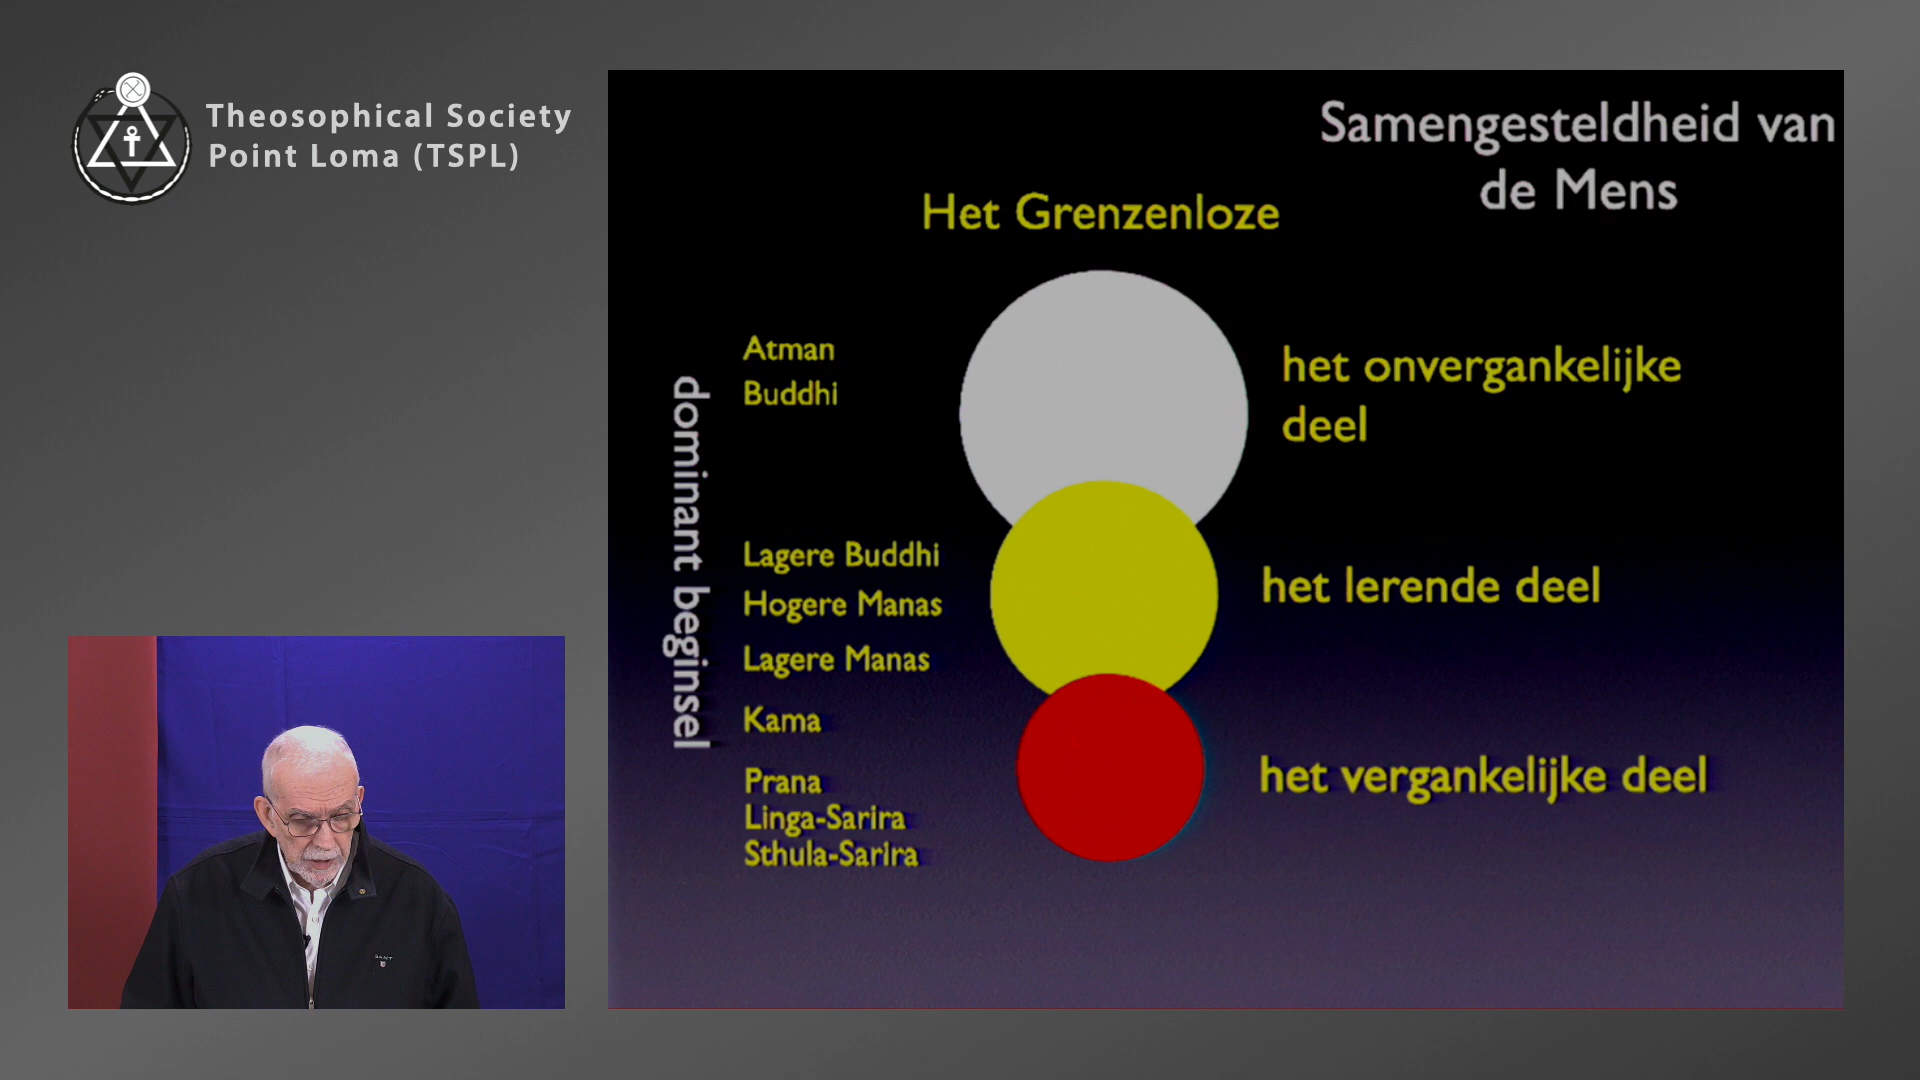 Theosophical Society
Point Loma (TSPL)
Samengesteldheid van
de Mens
Het Grenzenloze
dominant beginsel
Atman
Buddhi
het onvergankelijke
deel
Lagere Buddhi
Hogere Manas
Lagere Manas
het lerende deel
Kama
Prana
Linga-Sarira
Sthula-Sarira
het vergankelijke deel
GANT